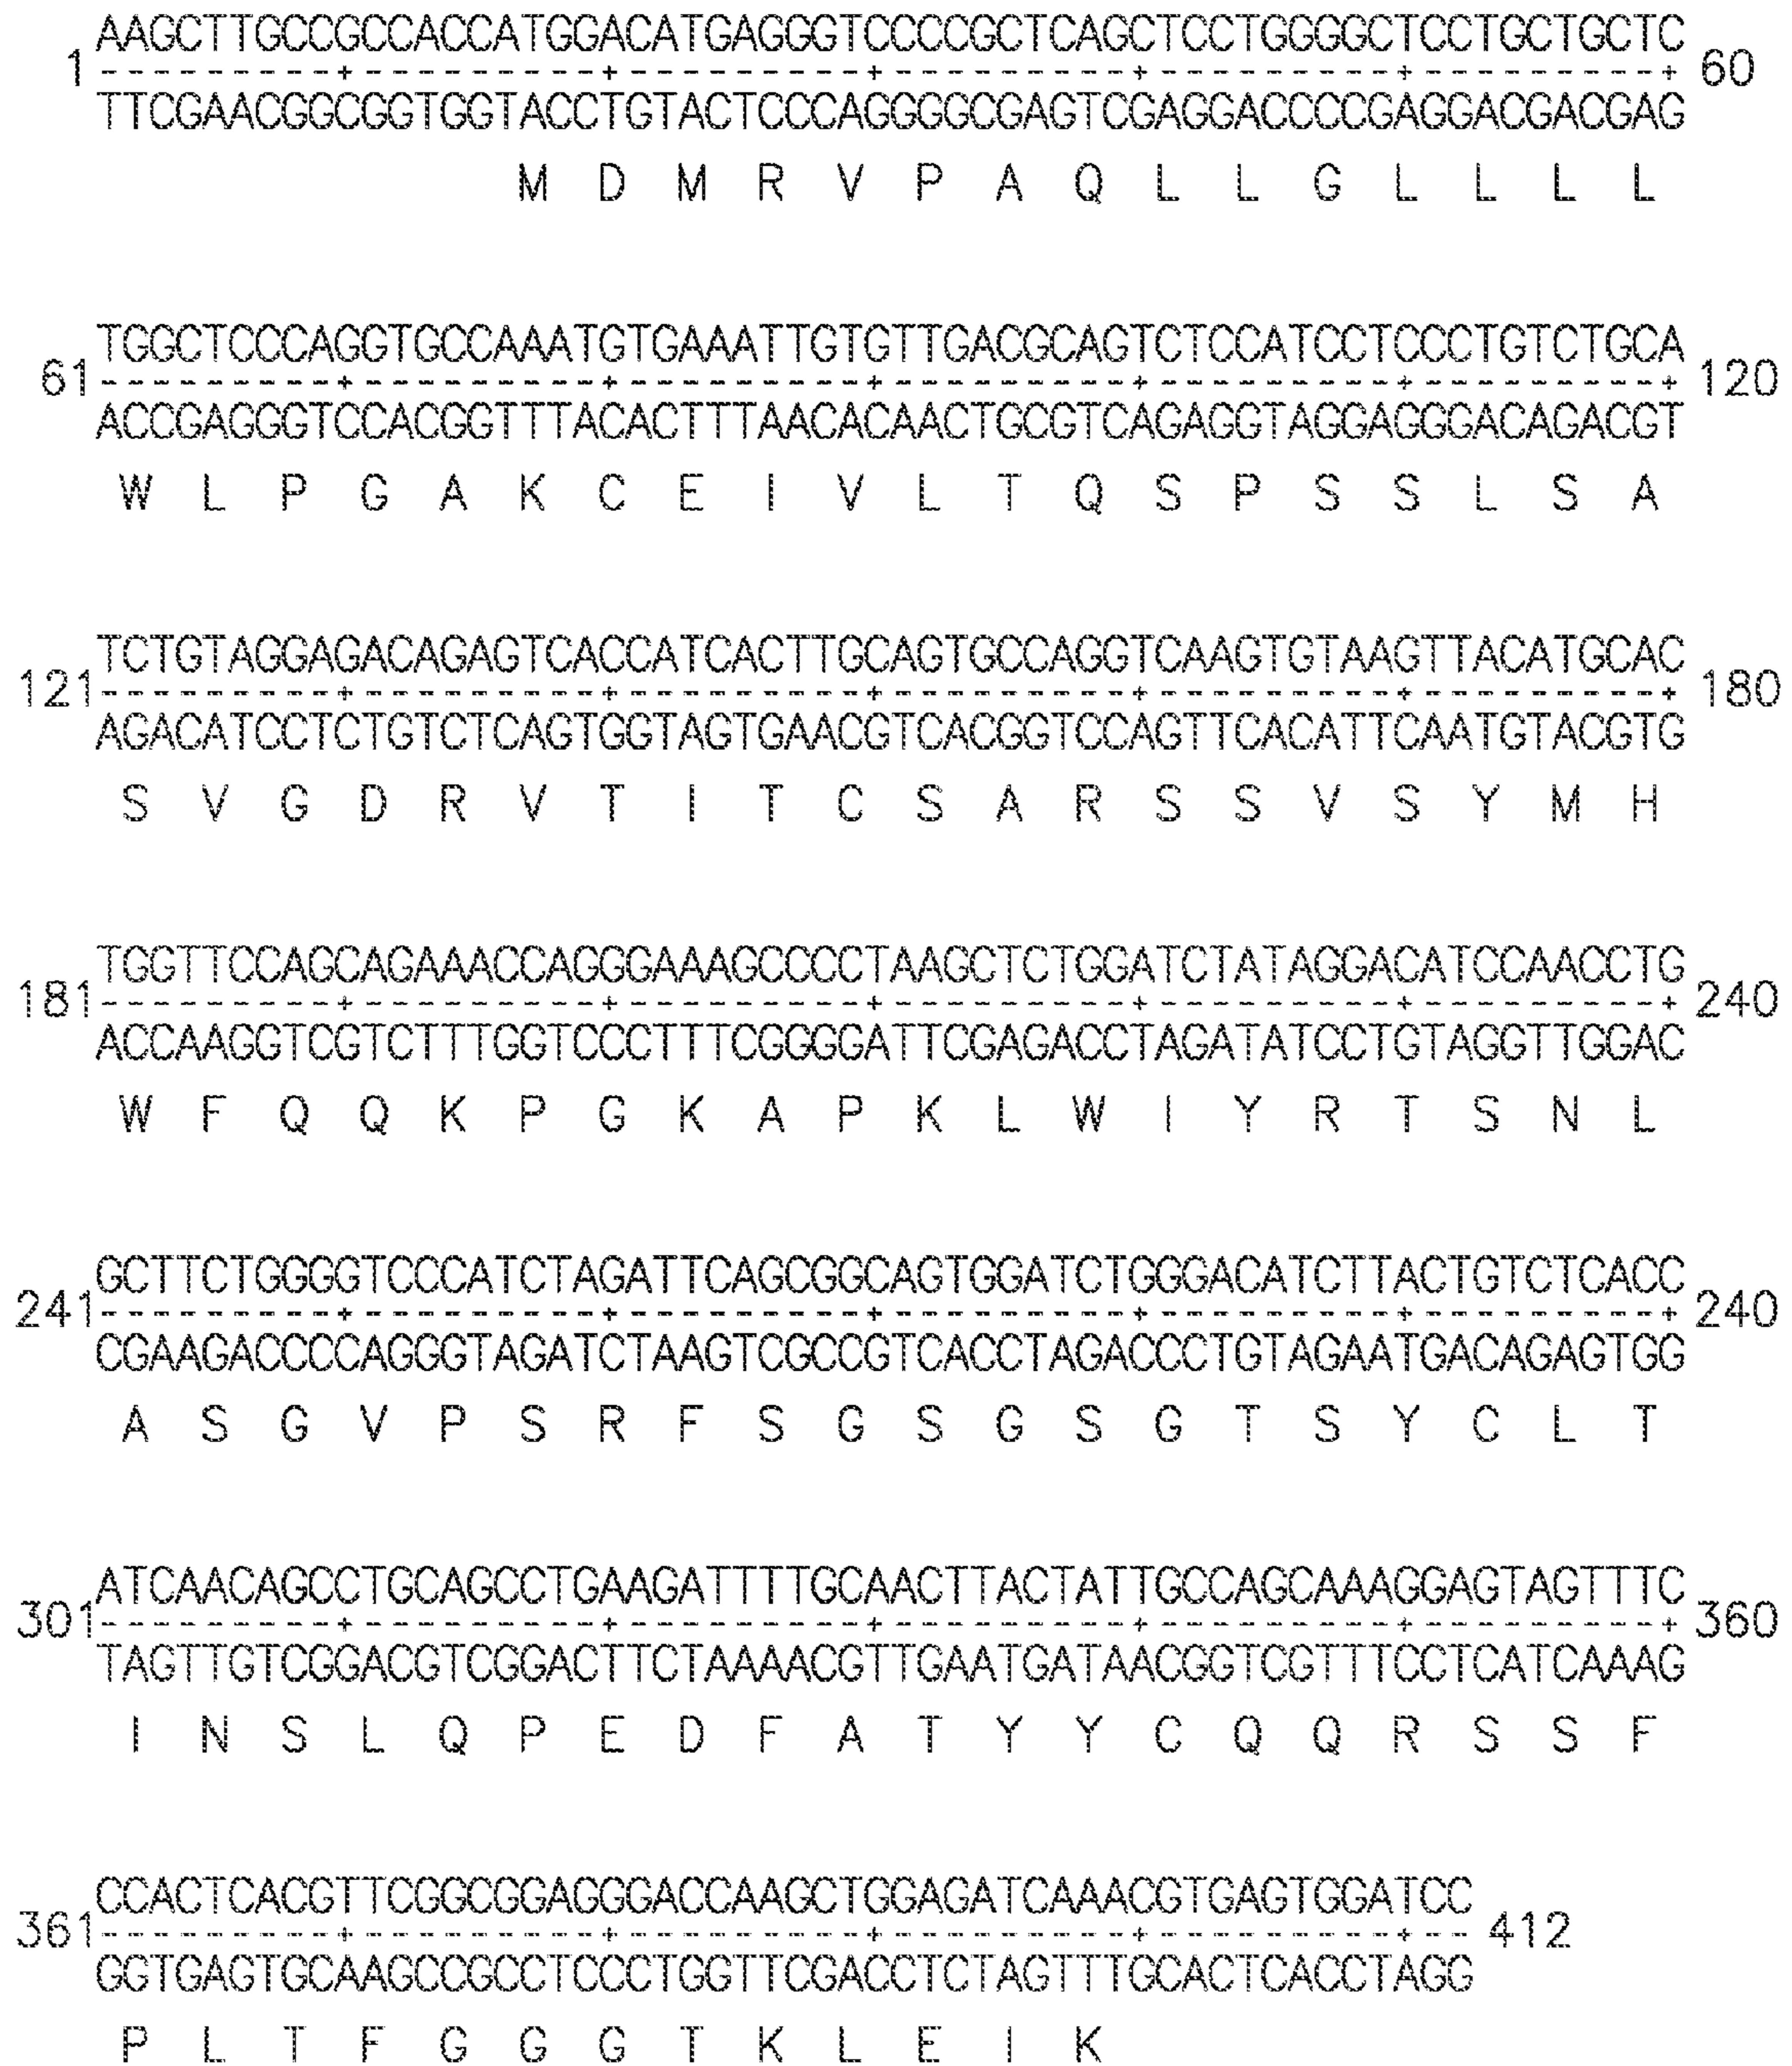 AAGCTTGCCGCCACCATGGACATGAGGGTCCCCGCTCAGCTCCTGGGGCTCCTGCTGCTC
1 ---------+---------+---------+---------+---------+---------+ 60
TTCGAACGGCGGTGGTACCTGTACTCCCAGGGGCGAGTCGAGGACCCCGAGGACGACGAG
M D M R V P A Q L L G L L L L
TGGCTCCCAGGTGCCAAATGTGAAATTGTGTTGACGCAGTCTCCATCCTCCCTGTCTGCA
61 ---------+---------+---------+---------+---------+---------+ 120
ACCGAGGGTCCACGGTTTACACTTTAACACAACTGCGTCAGAGGTAGGAGGGACAGACGT
W L P G A K C E I V L T Q S P S S L S A
TCTGTAGGAGACAGAGTCACCATCACTTGCAGTGCCAGGTCAAGTGTAAGTTACATGCAC
121 ---------+---------+---------+---------+---------+---------+ 180
AGACATCCTCTGTCTCAGTGGTAGTGAACGTCACGGTCCAGTTCACATTCAATGTACGTG
S V G D R V T I T C S A R S S V S Y M H
TGGTTCCAGCAGAAACCAGGGAAAGCCCCTAAGCTCTGGATCTATAGGACATCCAACCTG
181 ---------+---------+---------+---------+---------+---------+ 240
ACCAAGGTCGTCTTTGGTCCCTTTCGGGGATTCGAGACCTAGATATCCTGTAGGTTGGAC
W F Q Q K P G K A P K L W I Y R T S N L
GCTTCTGGGGTCCCATCTAGATTCAGCGGCAGTGGATCTGGGACATCTTACTGTCTCACC
241 ---------+---------+---------+---------+---------+---------+ 240
CGAAGACCCCAGGGTAGATCTAAGTCGCCGTCACCTAGACCCTGTAGAATGACAGAGTGG
A S G V P S R F S G S G S G T S Y C L T
ATCAACAGCCTGCAGCCTGAAGATTTTGCAACTTACTATTGCCAGCAAAGGAGTAGTTTC
301 ---------+---------+---------+---------+---------+---------+ 360
TAGTTGTCGGACGTCGGACTTCTAAAACGTTGAATGATAACGGTCGTTTCCTCATCAAAG
I N S L Q P E D F A T Y Y C Q Q R S S F
CCACTCACGTTCGGCGGAGGGACCAAGCTGGAGATCAAACGTGAGTGGATCC
361 ---------+---------+---------+---------+---------+-- 412
GGTGAGTGCAAGCCGCCTCCCTGGTTCGACCTCTAGTTTGCACTCACCTAGG
P L T F G G G T K L E I K